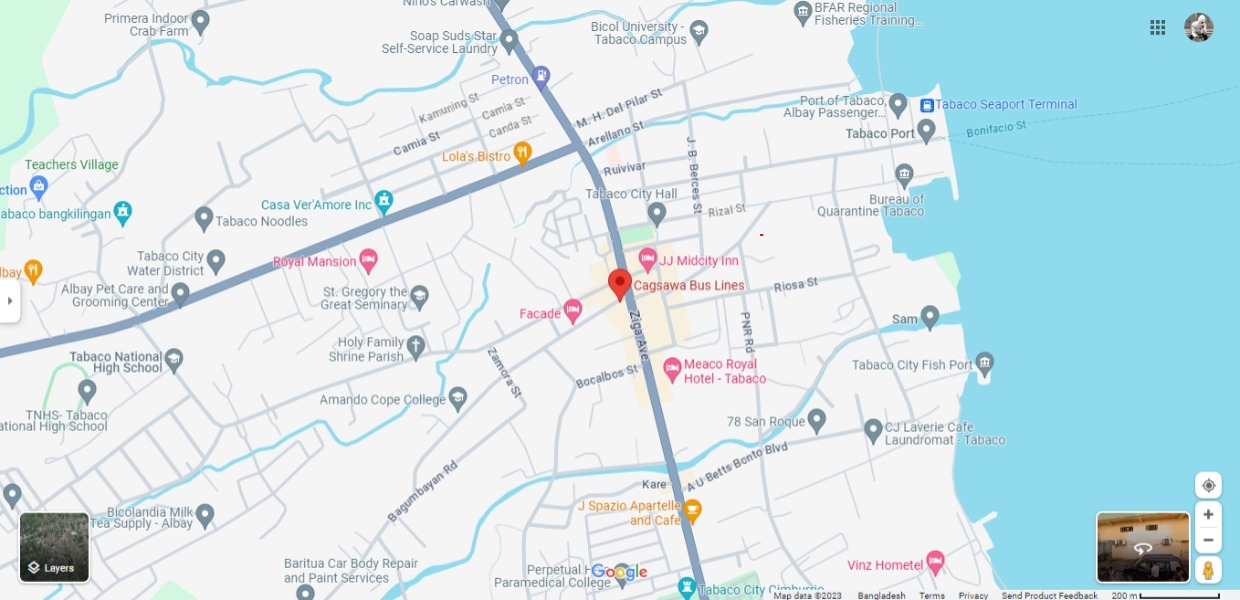 Nino's Carwash
BFAR Regional
Fisheries Training...
Primera Indoor
Crab Farm
Bicol University -
Tabaco Campus
Soap Suds Star
Self-Service Laundry
Petron
Kamuning St
M. H. Del Pilar St
Camia St
Port of Tabaco,
Albay Passenger...
Tabaco Seaport Terminal
Canda St
Arellano St
Bonifacio St
Tabaco Port
Camia St
J. B. Berces St
Lola's Bistro
Teachers Village
Ruivivar
ction
Tabaco City Hall
Bureau of
Quarantine Tabaco
Casa Ver'Amore Inc
abaco bangkilingan
Tabaco Noodles
Rizal St
Tabaco City
Water District
Royal Mansion
JJ Midcity Inn
lbay
Cagsawa Bus Lines
Riosa St
Albay Pet Care and
Grooming Center
St. Gregory the
Great Seminary
Facade
Sam
Ziga Ave
PNR Rd
Holy Family
Shrine Parish
Tabaco National
High School
Zamora St
Meaco Royal
Hotel - Tabaco
Tabaco City Fish Port
Bocalbos St
Amando Cope College
TNHS- Tabaco
ational High School
78 San Roque
CJ Laverie Cafe
Laundromat - Tabaco
A U Betts Bonto Blvd
Bagumbayan Rd
Kare
J Spazio Apartelle
and Cafe
Bicolandia Milk
Tea Supply - Albay
Layers
Baritua Car Body Repair
and Paint Services
Perpetual H
Paramedical College
Google
Vinz Hometel
Tabaco City Cimburrio
Map data ©2023 Bangladesh Terms Privacy Send Product Feedback 200 m